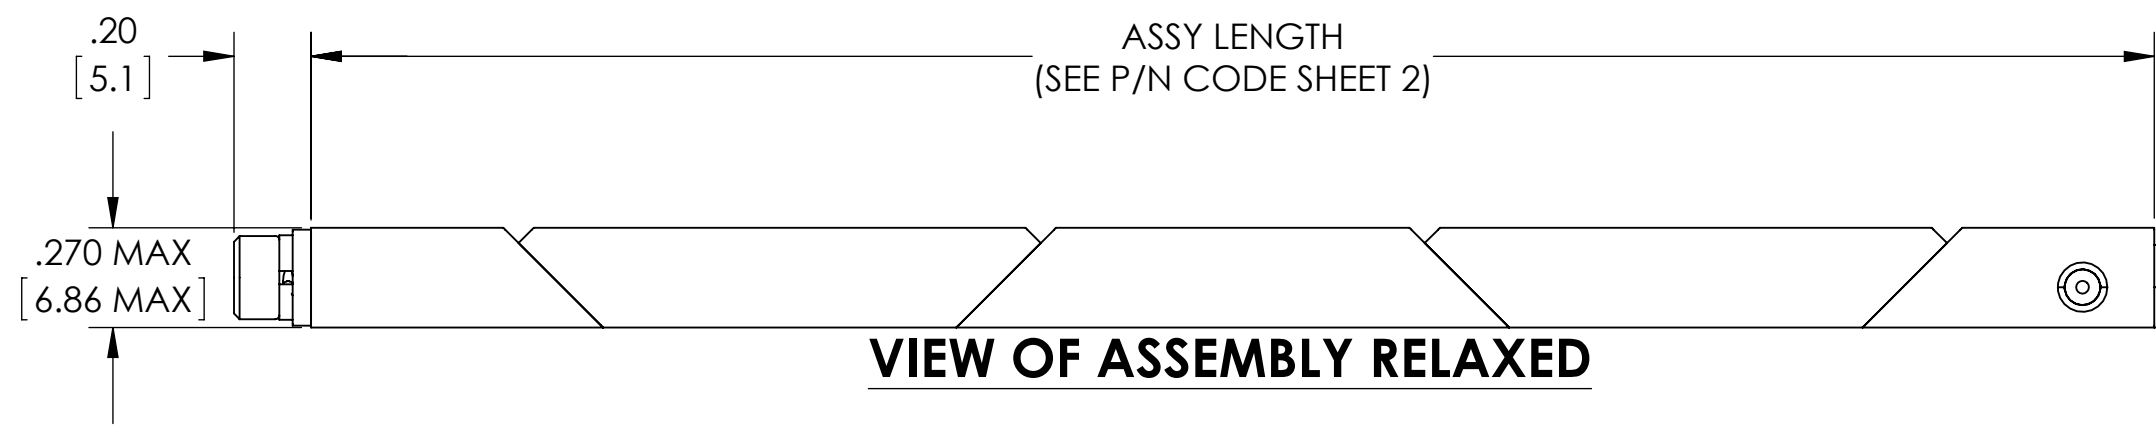 .20
[5.1]
ASSY LENGTH
(SEE P/N CODE SHEET 2)
.270 MAX
[6.86 MAX]
VIEW OF ASSEMBLY RELAXED